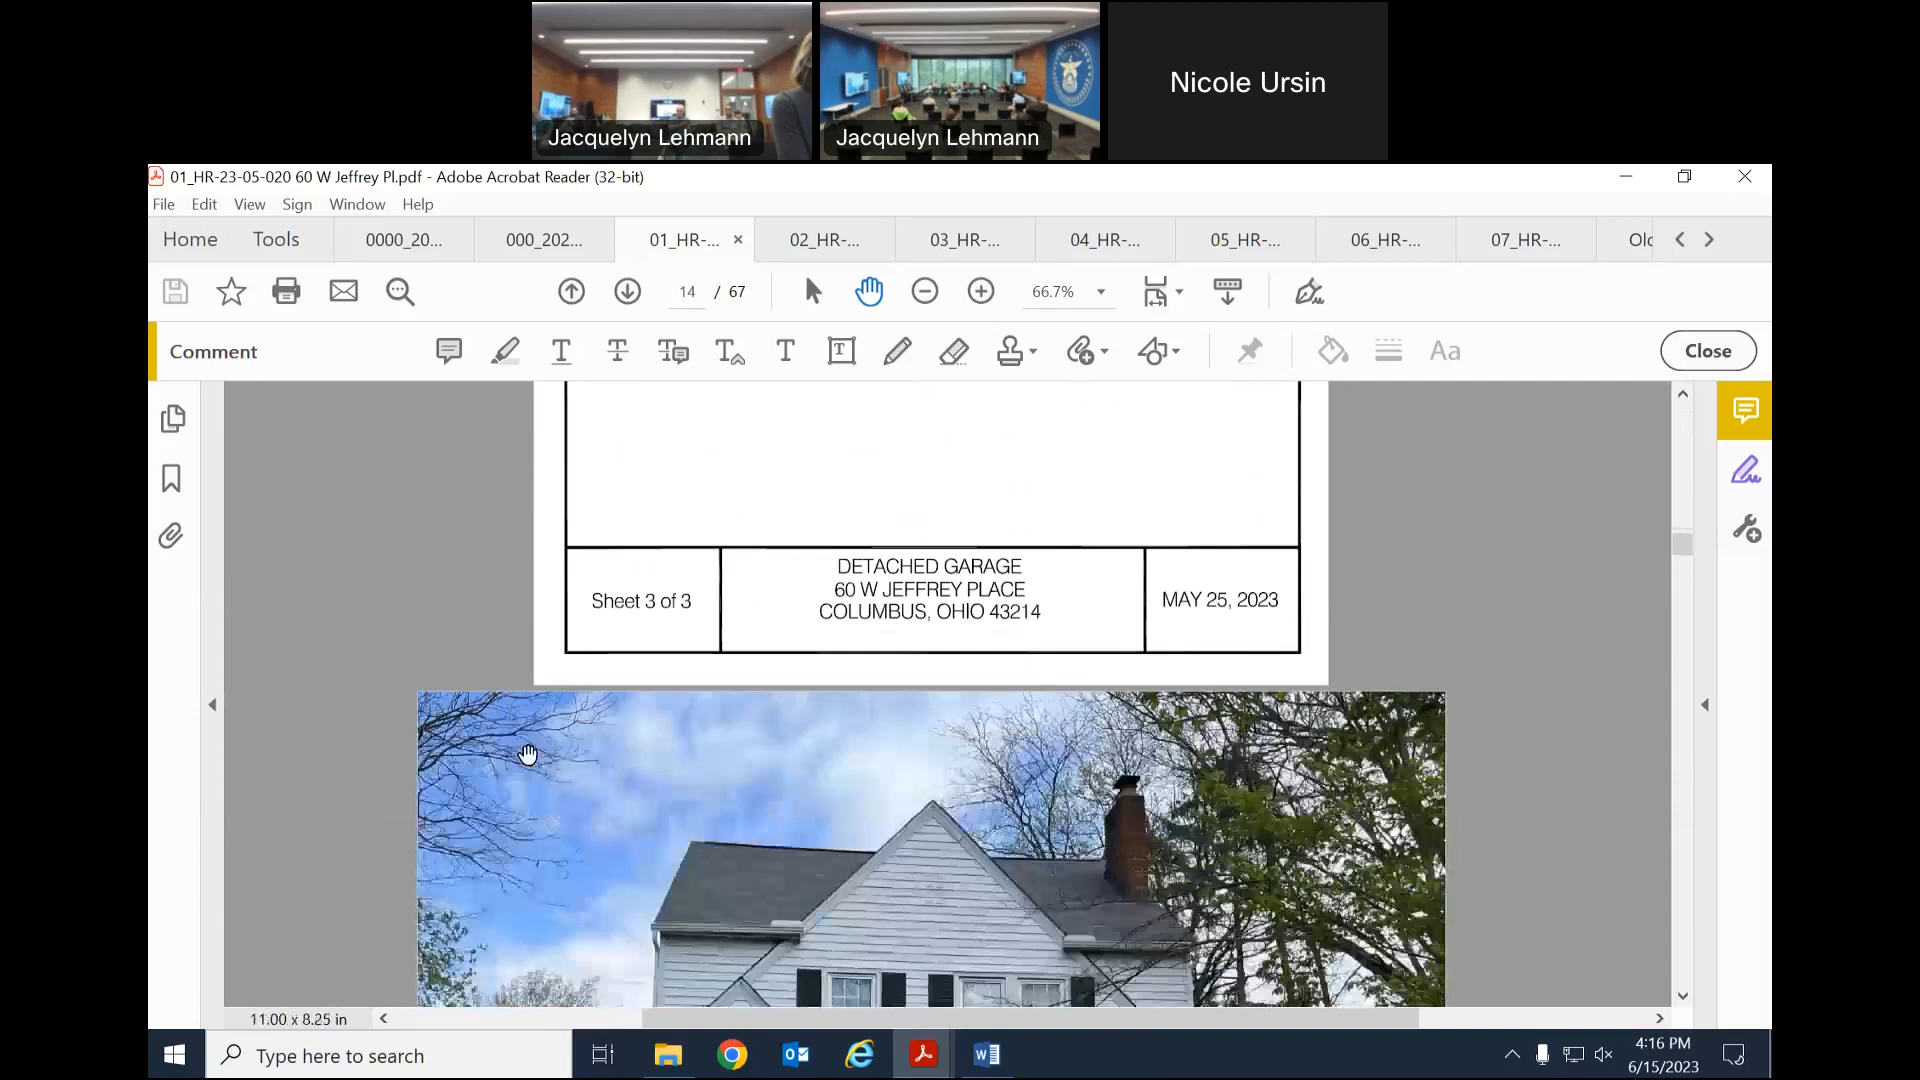 Jacquelyn Lehmann
Jacquelyn Lehmann
Nicole Ursin
01_HR-23-05-020 60 W Jeffrey Pl.pdf - Adobe Acrobat Reader (32-bit)
File Edit View Sign Window Help
Home Tools 0000_20... 000_202... 01_HR-... 02_HR-... 03_HR-... 04_HR-... 05_HR-... 06_HR-... 07_HR-... Olc
14 / 67 66.7%
Comment Aa Close
DETACHED GARAGE
60 W JEFFREY PLACE
COLUMBUS, OHIO 43214
Sheet 3 of 3
MAY 25, 2023
11.00 x 8.25 in
Type here to search
4:16 PM
6/15/2023